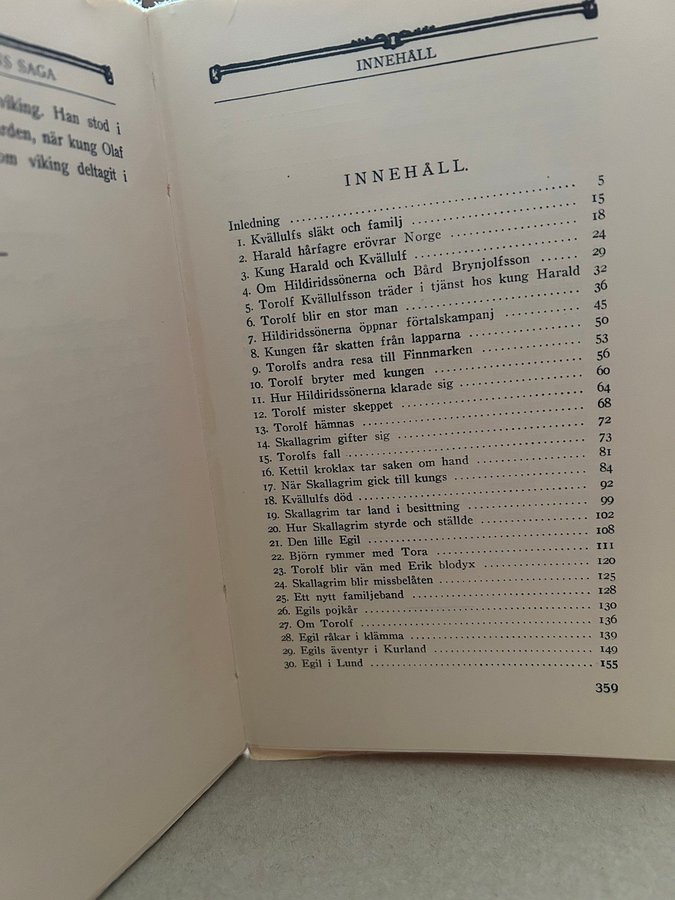 SAGA
viking. Han stod i
när kung Olaf
viking deltagit i
INNEHÅLL
INNEHÅLL.
Inledning ........ 5
1. Kvällulfs släkt och familj ........ 15
2. Harald hårfagre erövrar Norge ........ 18
3. Kung Harald och Kvällulf ........ 24
4. Om Hildiridssönerna och Bård Brynjolfsson ........ 29
5. Torolf Kvällulfsson träder i tjänst hos kung Harald 32
6. Torolf blir en stor man ........ 36
7. Hildiridssönerna öppnar förtalskampanj ........ 45
8. Kungen får skatten från lapparna ........ 50
9. Torolfs andra resa till Finnmarken ........ 53
10. Torolf bryter med kungen ........ 56
11. Hur Hildiridssönerna klarade sig ........ 60
12. Torolf mister skeppet ........ 64
13. Torolf hämnas ........ 68
14. Skallagrim gifter sig ........ 72
15. Torolfs fall ........ 73
16. Kettil kroklax tar saken om hand ........ 81
17. När Skallagrim gick till kungs ........ 84
18. Kvällulfs död ........ 92
19. Skallagrim tar land i besittning ........ 99
20. Hur Skallagrim styrde och ställde ........ 102
21. Den lille Egil ........ 108
22. Björn rymmer med Tora ........ 111
23. Torolf blir vän med Erik blodyx ........ 120
24. Skallagrim blir missbelåten ........ 125
25. Ett nytt familjeband ........ 128
26. Egils pojkår ........ 130
27. Om Torolf ........ 136
28. Egil råkar i klämma ........ 139
29. Egils äventyr i Kurland ........ 149
30. Egil i Lund ........ 155
359